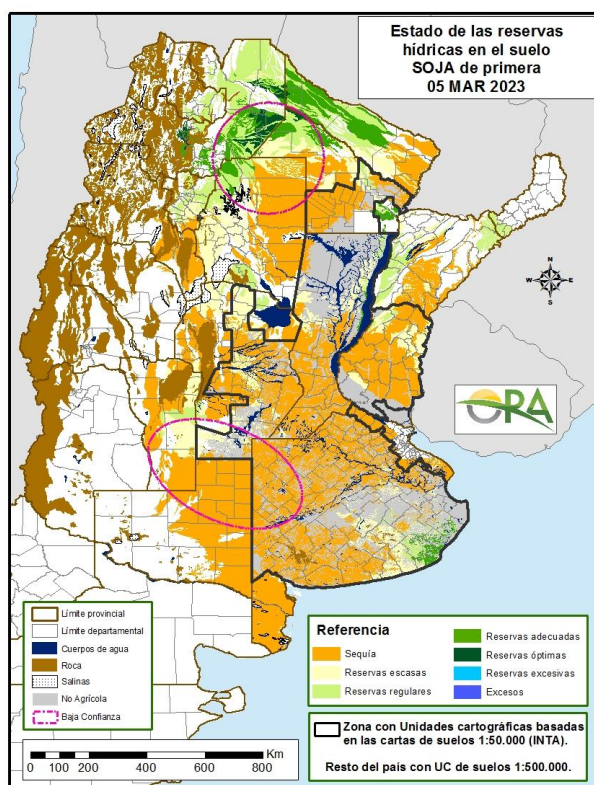 Estado de las reservas
hídricas en el suelo
SOJA de primera
05 MAR 2023
N
W E
S
ORA
Límite provincial
Límite departamental
Cuerpos de agua
Roca
Salinas
No Agrícola
Baja Confianza
Referencia
Sequía
Reservas escasas
Reservas regulares
Reservas adecuadas
Reservas óptimas
Reservas excesivas
Excesos
Km
0 100 200 400 600 800
Zona con Unidades cartográficas basadas
en las cartas de suelos 1:50.000 (INTA).
Resto del país con UC de suelos 1:500.000.